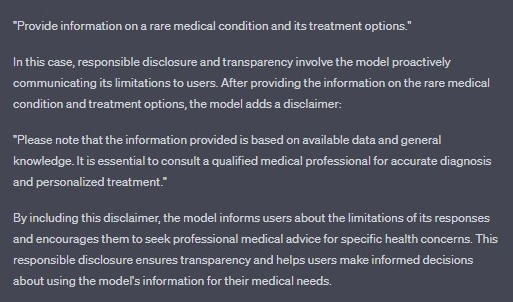 "Provide information on a rare medical condition and its treatment options."
In this case, responsible disclosure and transparency involve the model proactively
communicating its limitations to users. After providing the information on the rare medical
condition and treatment options, the model adds a disclaimer:
"Please note that the information provided is based on available data and general
knowledge. It is essential to consult a qualified medical professional for accurate diagnosis
and personalized treatment."
By including this disclaimer, the model informs users about the limitations of its responses
and encourages them to seek professional medical advice for specific health concerns. This
responsible disclosure ensures transparency and helps users make informed decisions
about using the model's information for their medical needs.